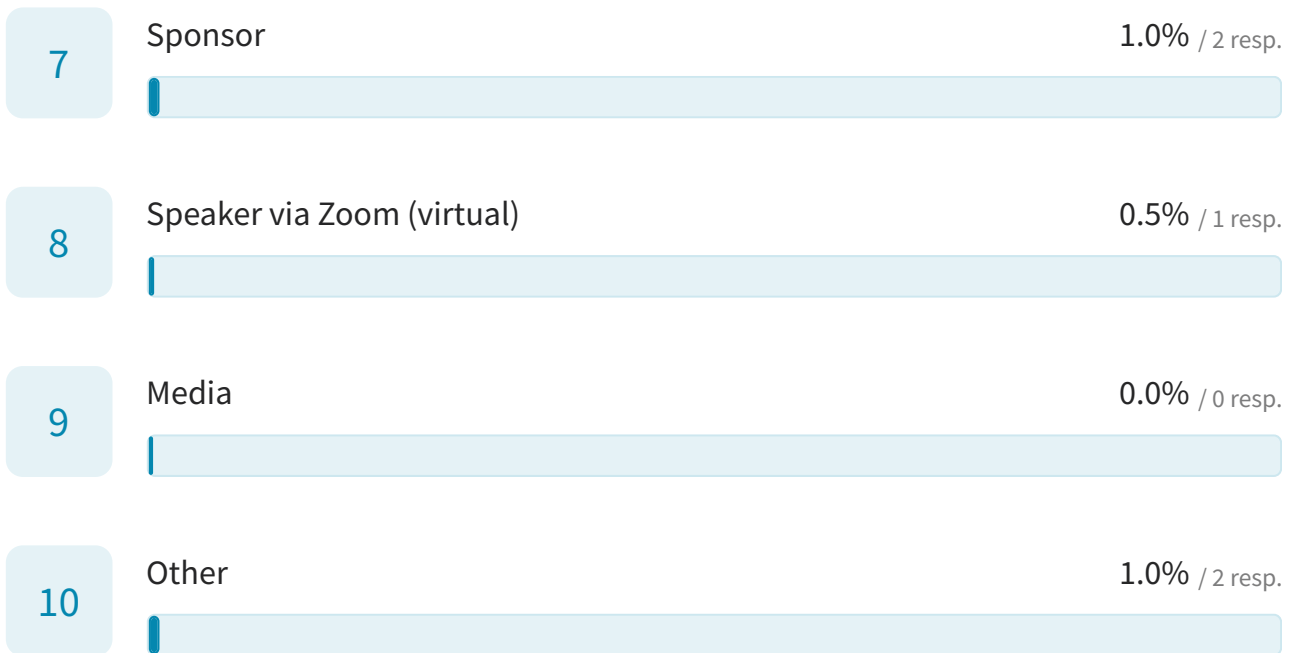 7
Sponsor 1.0% / 2 resp.
8
Speaker via Zoom (virtual) 0.5% / 1 resp.
9
Media 0.0% / 0 resp.
10
Other 1.0% / 2 resp.